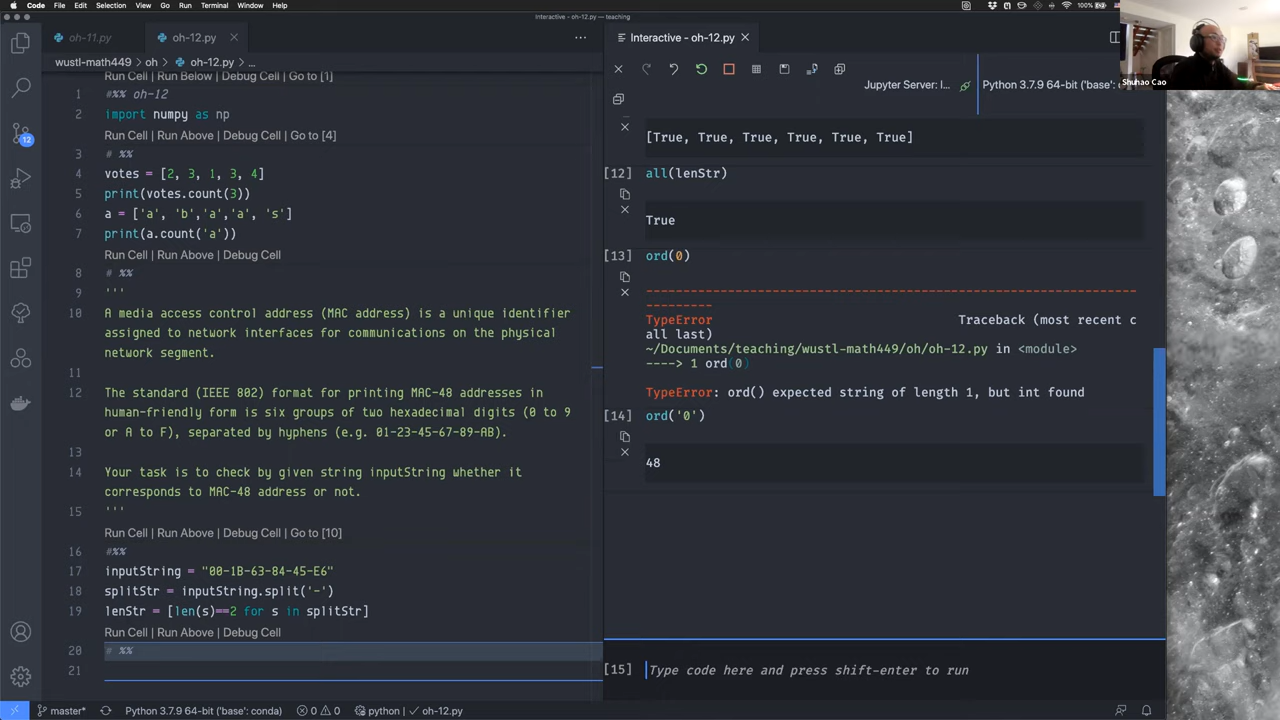 Code File Edit Selection View Go Run Terminal Window Help
100%
Interactive - oh-12.py — teaching
oh-11.py
oh-12.py
Interactive - oh-12.py
wustl-math449 > oh > oh-12.py > ...
Jupyter Server: l...
Python 3.7.9 64-bit ('base':
Shuhao Cao
Run Cell | Run Below | Debug Cell | Go to [1]
1 #%% oh-12
2 import numpy as np
Run Cell | Run Above | Debug Cell | Go to [4]
3 # %%
4 votes = [2, 3, 1, 3, 4]
5 print(votes.count(3))
6 a = ['a', 'b','a','a', 's']
7 print(a.count('a'))
Run Cell | Run Above | Debug Cell
8 # %%
9 '''
10 A media access control address (MAC address) is a unique identifier
assigned to network interfaces for communications on the physical
network segment.
11
12 The standard (IEEE 802) format for printing MAC-48 addresses in
human-friendly form is six groups of two hexadecimal digits (0 to 9
or A to F), separated by hyphens (e.g. 01-23-45-67-89-AB).
13
14 Your task is to check by given string inputString whether it
corresponds to MAC-48 address or not.
15 '''
Run Cell | Run Above | Debug Cell | Go to [10]
16 #%%
17 inputString = "00-1B-63-84-45-E6"
18 splitStr = inputString.split('-')
19 lenStr = [len(s)==2 for s in splitStr]
Run Cell | Run Above | Debug Cell
20 # %%
21
12
[True, True, True, True, True, True]
[12] all(lenStr)
True
[13] ord(0)
---------------------------------------------------------------------------
TypeError Traceback (most recent c
all last)
~/Documents/teaching/wustl-math449/oh/oh-12.py in <module>
----> 1 ord(0)
TypeError: ord() expected string of length 1, but int found
[14] ord('0')
48
[15] Type code here and press shift-enter to run
master* Python 3.7.9 64-bit ('base': conda) 0 0 python | ✓ oh-12.py